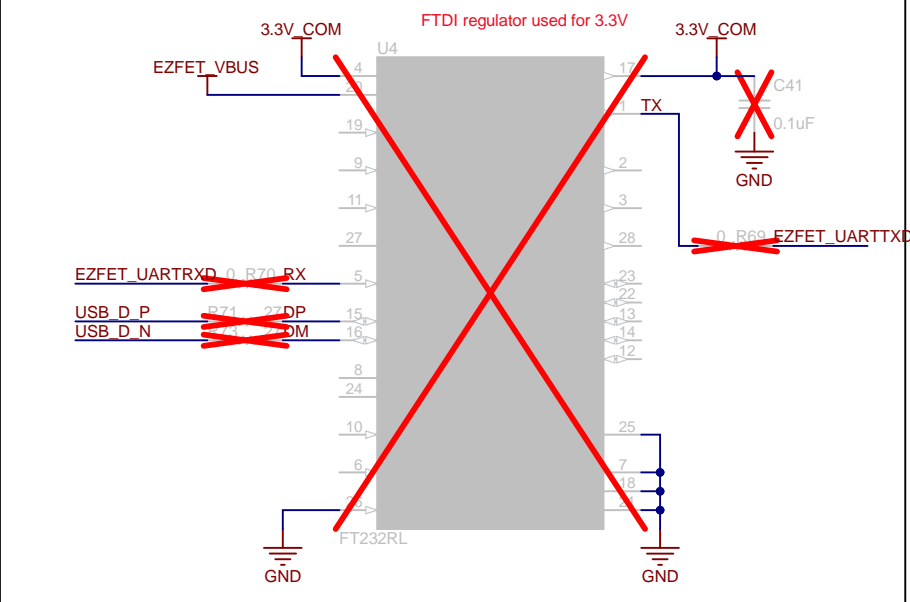 FTDI regulator used for 3.3V
3.3V_COM
3.3V_COM
U4
EZFET_VBUS
4
17
C41
20
1
TX
0.1uF
19
GND
9
2
11
3
27
28
0
R69
EZFET_UARTTXD
EZFET_UARTRXD
0
R70
RX
5
23
22
USB_D_P
R71
27
DP
15
13
USB_D_N
R73
27
DM
16
14
12
8
24
10
25
6
7
18
26
21
FT232RL
GND
GND